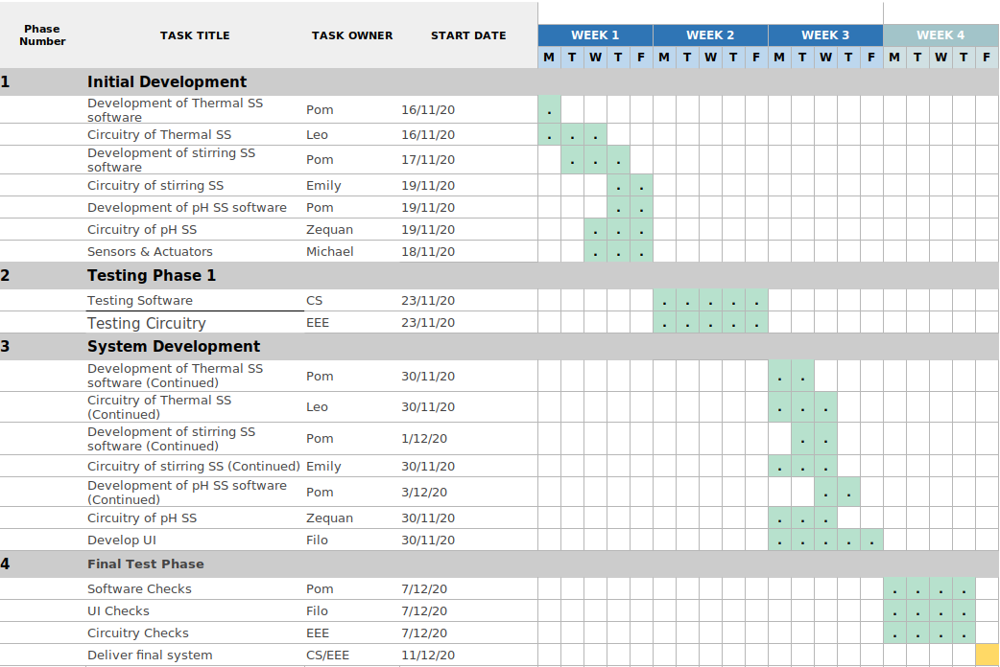 Phase Number TASK TITLE TASK OWNER START DATE
WEEK 1 WEEK 2 WEEK 3 WEEK 4
M T W T F M T W T F M T W T F M T W T F
1 Initial Development
Development of Thermal SS software Pom 16/11/20 .
Circuitry of Thermal SS Leo 16/11/20 . . .
Development of stirring SS software Pom 17/11/20 . . .
Circuitry of stirring SS Emily 19/11/20 . .
Development of pH SS software Pom 19/11/20 . .
Circuitry of pH SS Zequan 19/11/20 . . .
Sensors & Actuators Michael 18/11/20 . . .
2 Testing Phase 1
Testing Software CS 23/11/20 . . . . .
Testing Circuitry EEE 23/11/20 . . . . .
3 System Development
Development of Thermal SS software (Continued) Pom 30/11/20 . .
Circuitry of Thermal SS (Continued) Leo 30/11/20 . . .
Development of stirring SS software (Continued) Pom 1/12/20 . .
Circuitry of stirring SS (Continued) Emily 30/11/20 . . .
Development of pH SS software (Continued) Pom 3/12/20 . .
Circuitry of pH SS Zequan 30/11/20 . . .
Develop UI Filo 30/11/20 . . . . .
4 Final Test Phase
Software Checks Pom 7/12/20 . . . .
UI Checks Filo 7/12/20 . . . .
Circuitry Checks EEE 7/12/20 . . . .
Deliver final system CS/EEE 11/12/20